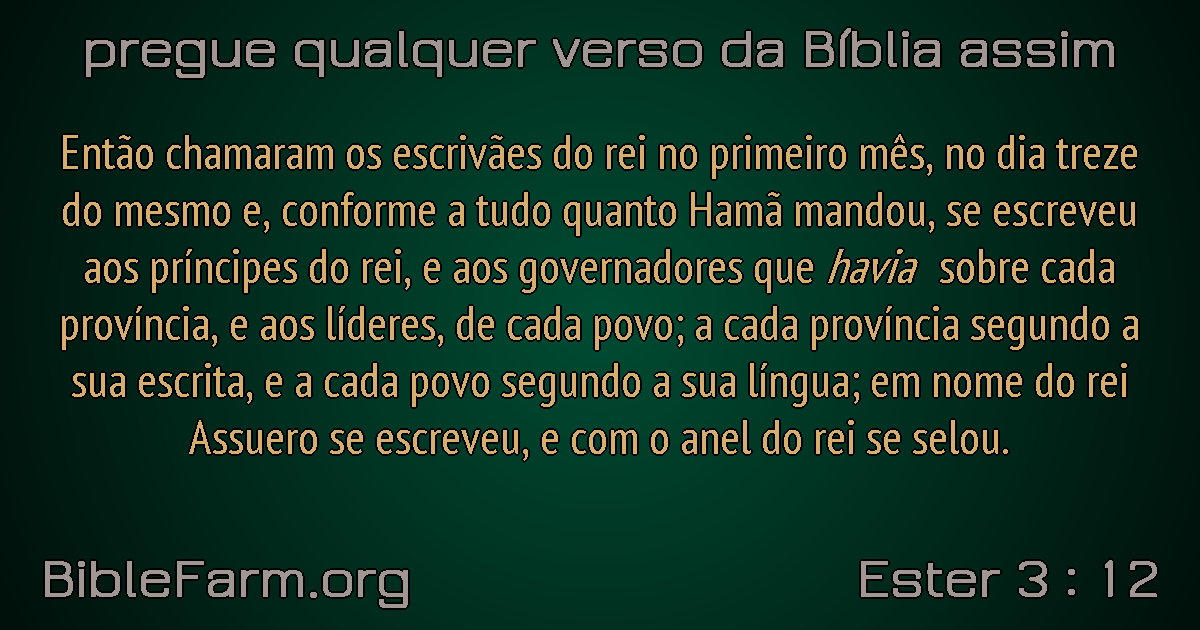 pregue qualquer verso da Bíblia assim
Então chamaram os escrivães do rei no primeiro mês, no dia treze
do mesmo e, conforme a tudo quanto Hamã mandou, se escreveu
aos príncipes do rei, e aos governadores que havia sobre cada
província, e aos líderes, de cada povo; a cada província segundo a
sua escrita, e a cada povo segundo a sua língua; em nome do rei
Assuero se escreveu, e com o anel do rei se selou.
BibleFarm.org
Ester 3 : 12